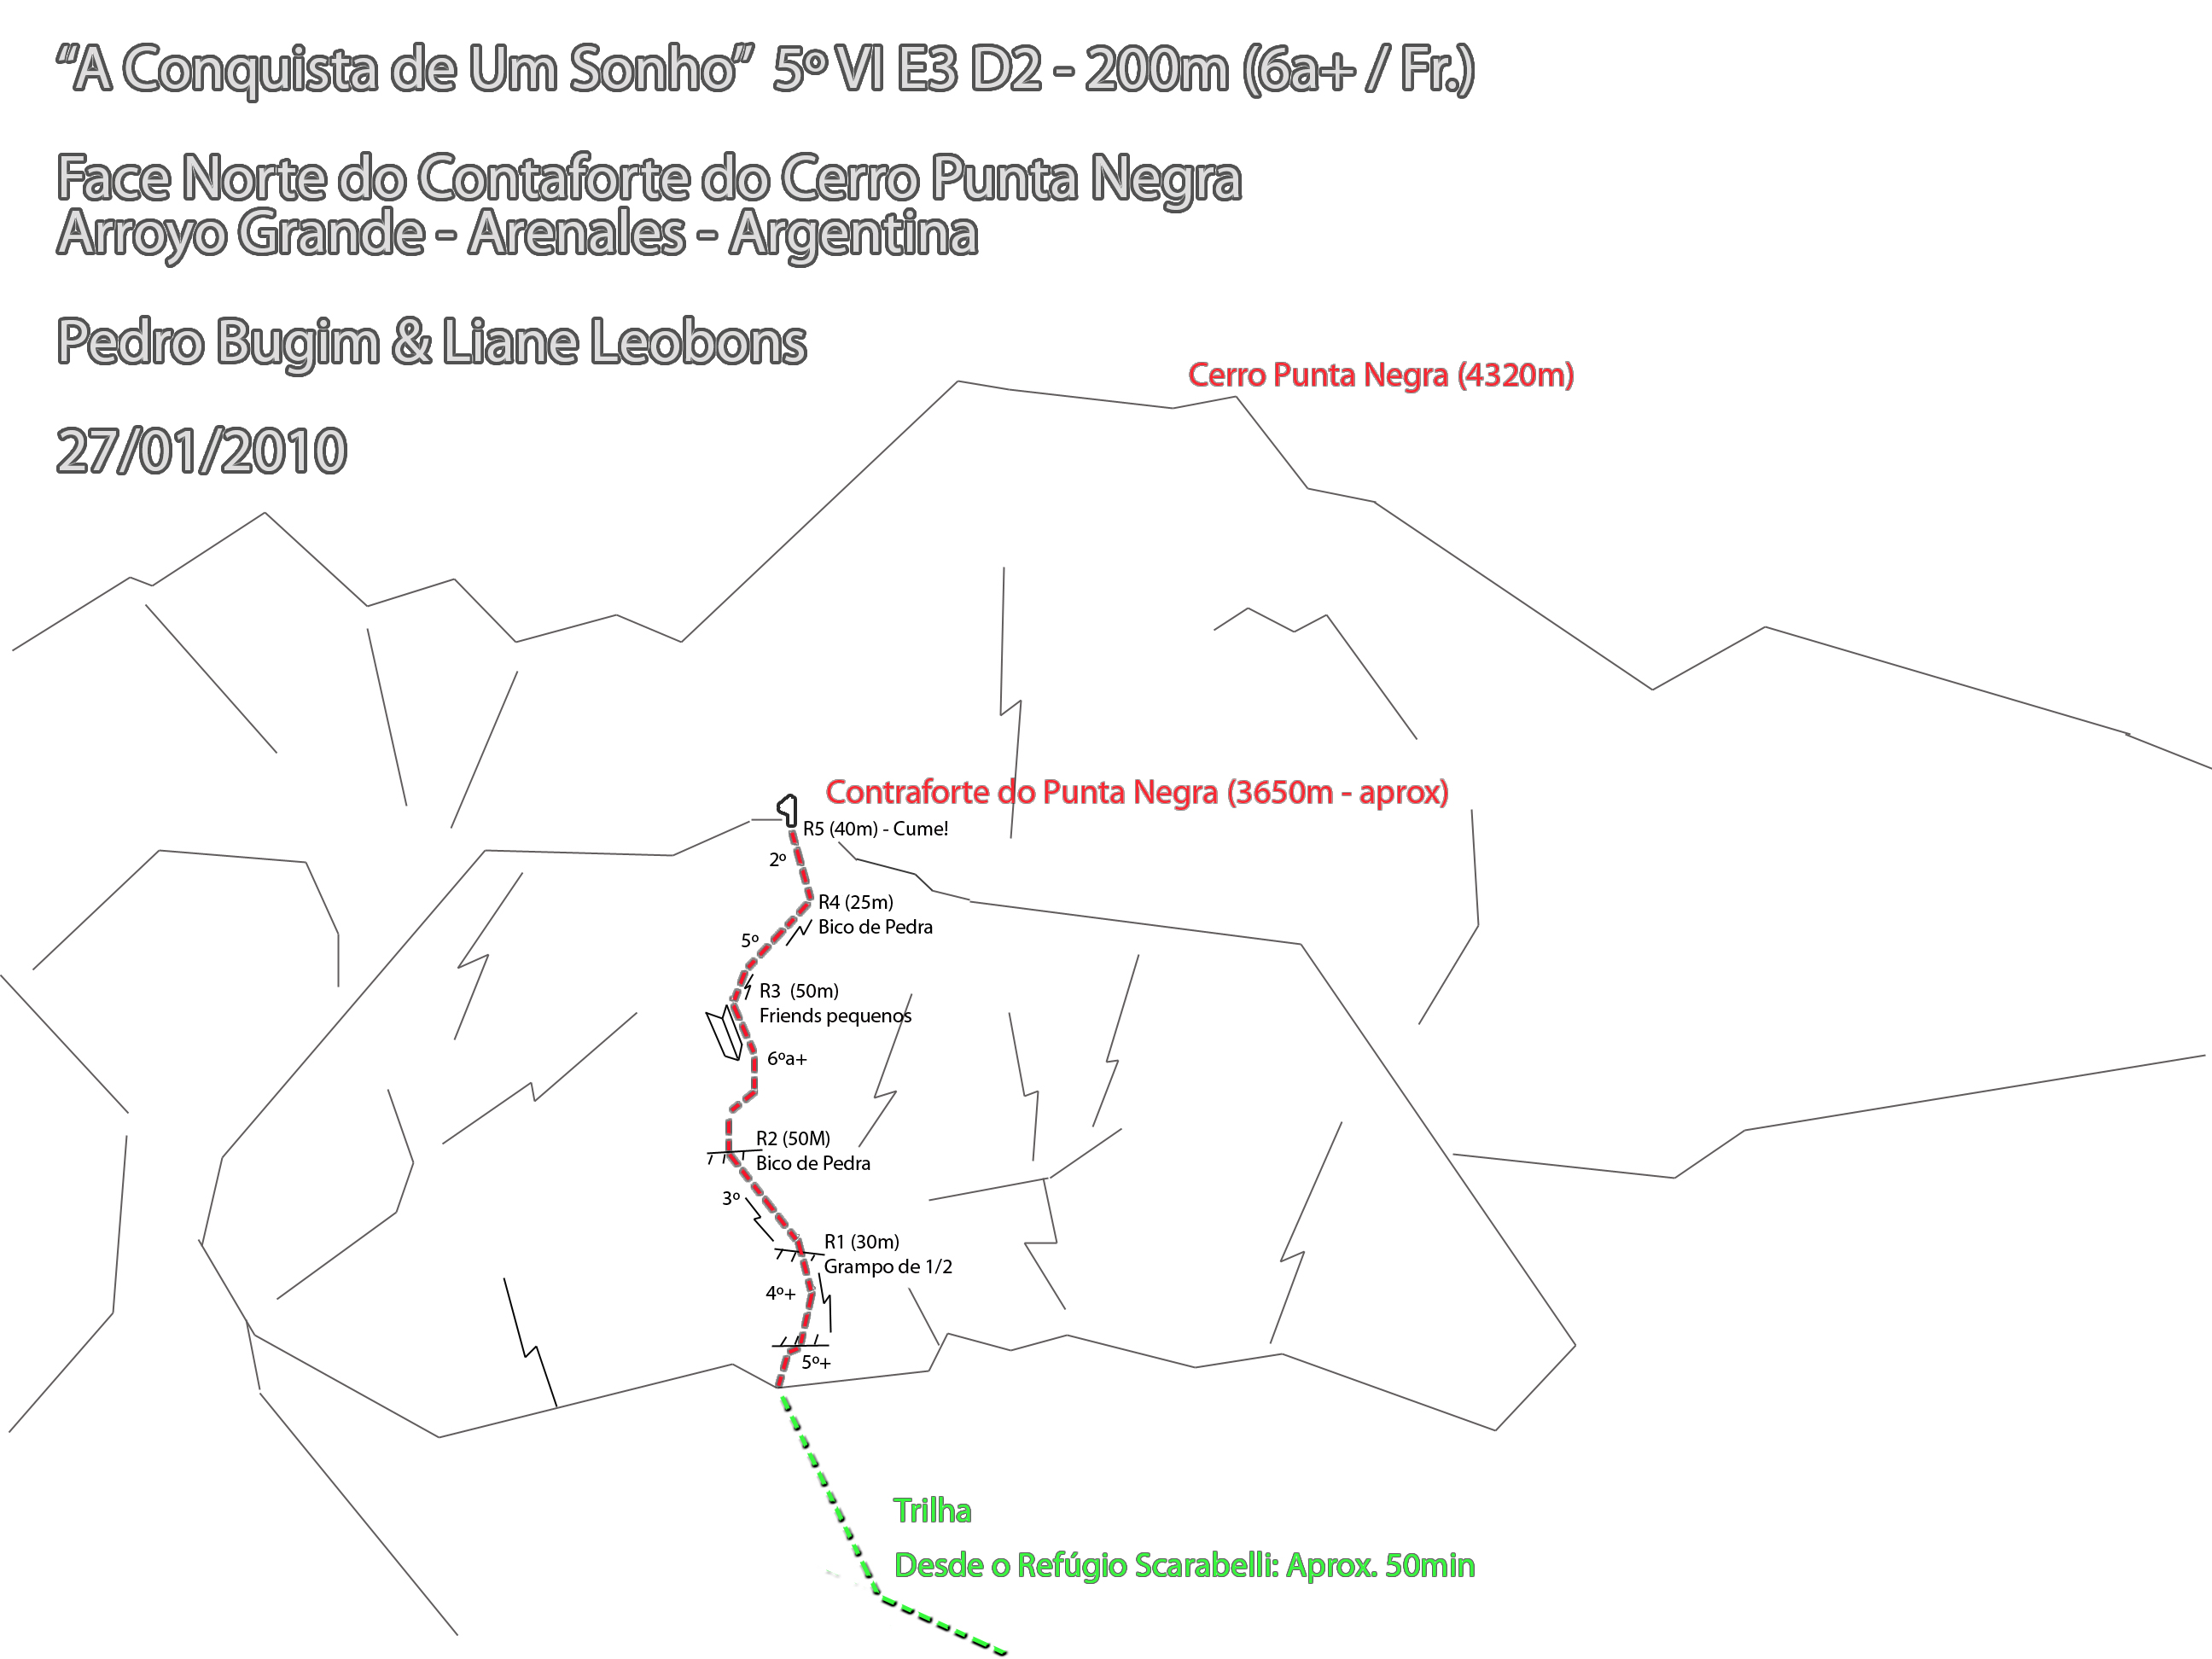 “A Conquista de Um Sonho” 5º VI E3 D2 - 200m (6a+ / Fr.)
Face Norte do Contaforte do Cerro Punta Negra
Arroyo Grande - Arenales - Argentina
Pedro Bugim & Liane Leobons
27/01/2010
Cerro Punta Negra (4320m)
Contraforte do Punta Negra (3650m - aprox)
R5 (40m) - Cume!
2º
R4 (25m)
Bico de Pedra
5º
R3 (50m)
Friends pequenos
6ºa+
R2 (50M)
Bico de Pedra
3º
R1 (30m)
Grampo de 1/2
4º+
5º+
Trilha
Desde o Refúgio Scarabelli: Aprox. 50min